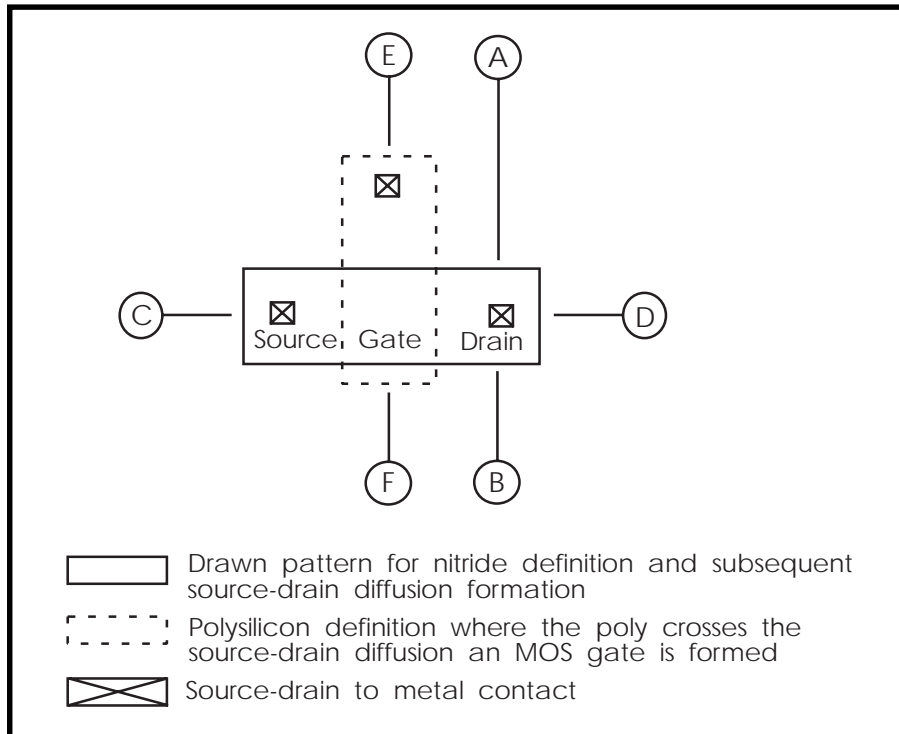 E A
C D
Source Gate Drain
F B
Drawn pattern for nitride definition and subsequent
source-drain diffusion formation
Polysilicon definition where the poly crosses the
source-drain diffusion an MOS gate is formed
Source-drain to metal contact